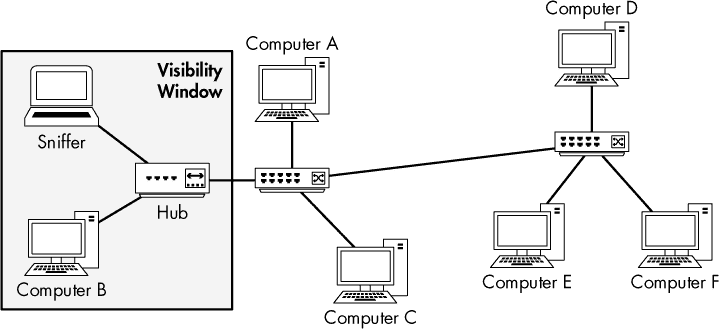 Computer D
Computer A
Visibility
Window
Sniffer
Hub
Computer B
Computer E
Computer F
Computer C